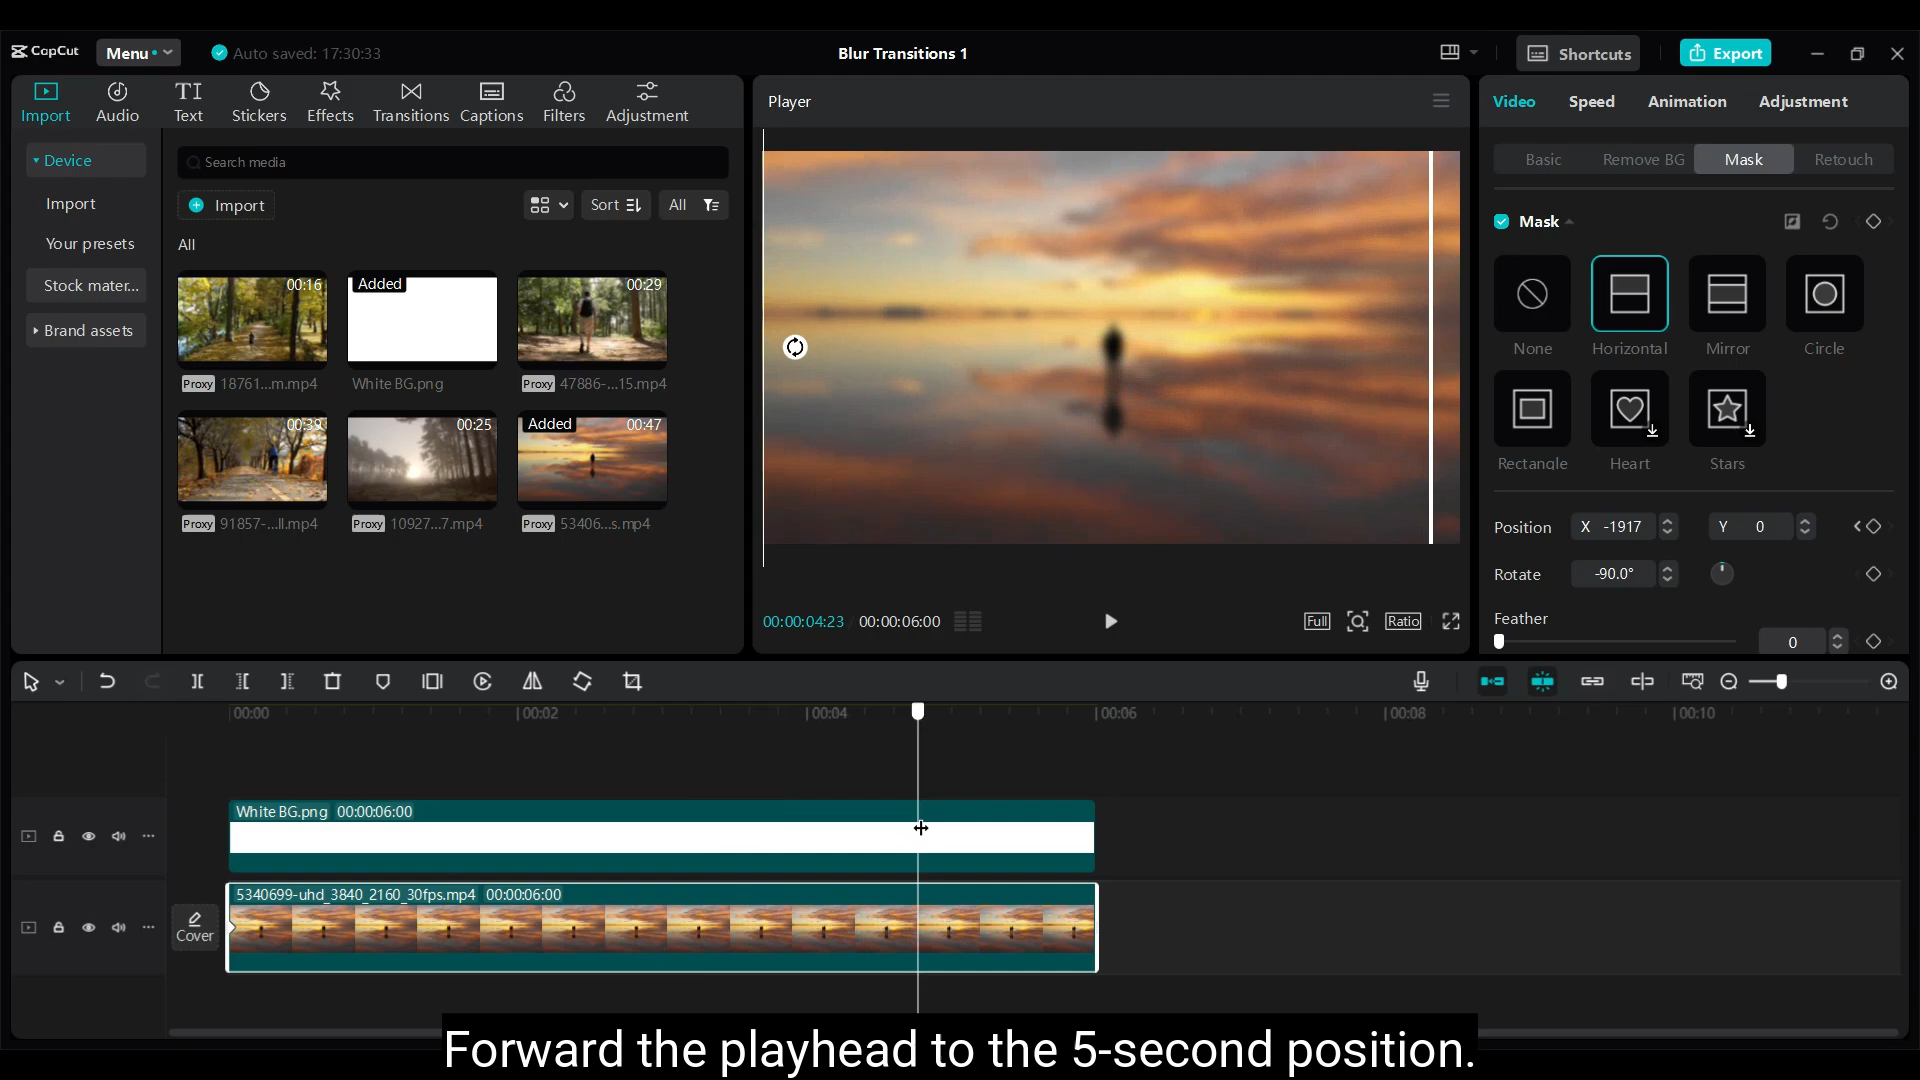 CapCut
Menu
Auto saved: 17:30:33
Blur Transitions 1
Shortcuts
Export
Import
Audio
TI
Text
Stickers
Effects
Transitions
Captions
Filters
Adjustment
Player
Video
Speed
Animation
Adjustment
Device
Import
Your presets
Stock mater...
Brand assets
Search media
Import
Sort
All
All
00:16
Proxy 18761...m.mp4
Added
White BG.png
00:29
Proxy 47886-...15.mp4
00:39
Proxy 91857-...ll.mp4
00:25
Proxy 10927...7.mp4
Added
00:47
Proxy 53406...s.mp4
00:00:04:23
00:00:06:00
Full
Ratio
Basic
Remove BG
Mask
Retouch
Mask
None
Horizontal
Mirror
Circle
Rectangle
Heart
Stars
Position
X -1917
Y 0
Rotate
-90.0°
Feather
0
00:00
00:02
00:04
00:06
00:08
00:10
White BG.png 00:00:06:00
Cover
5340699-uhd_3840_2160_30fps.mp4 00:00:06:00
Forward the playhead to the 5-second position.